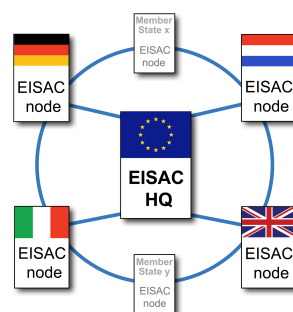 Member
State x
EISAC
node
EISAC
node
EISAC
node
EISAC
HQ
EISAC
node
EISAC
node
Member
State y
EISAC
node